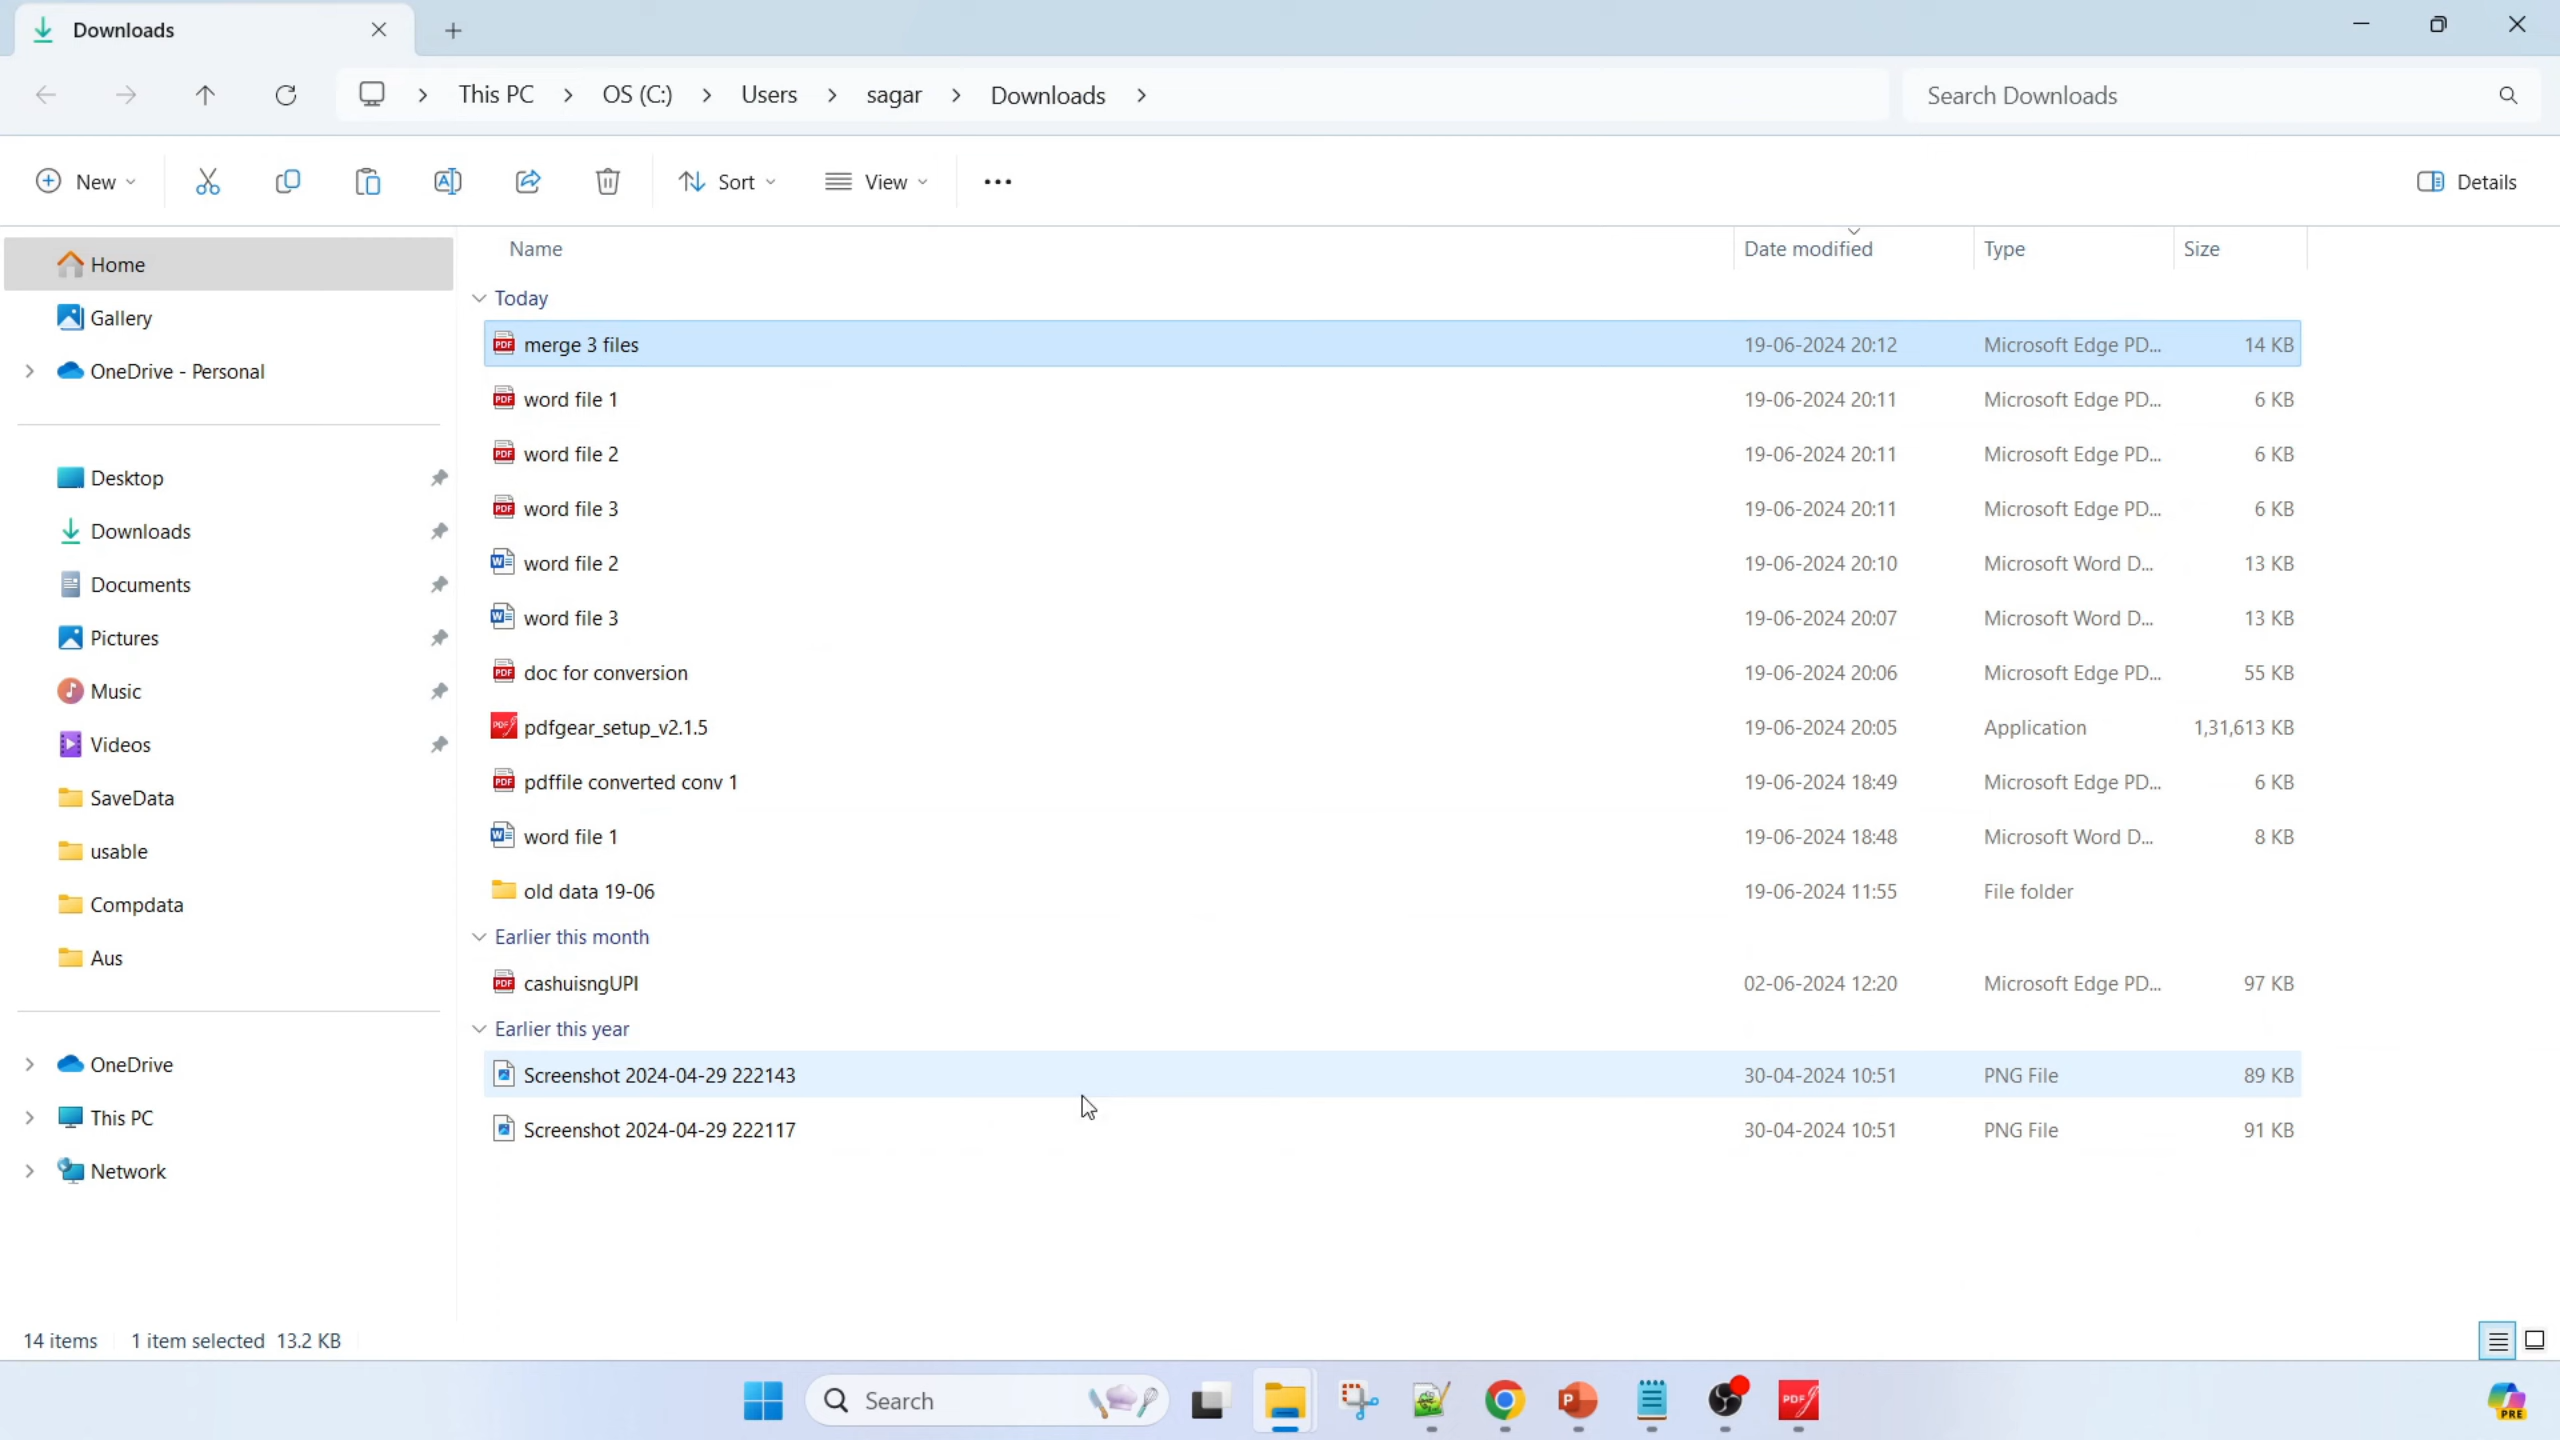 Downloads
This PC
OS (C:)
Users
sagar
Downloads
Search Downloads
New
Sort
View
Details
Home
Gallery
OneDrive - Personal
Desktop
Downloads
Documents
Pictures
Music
Videos
SaveData
usable
Compdata
Aus
OneDrive
This PC
Network
Name Date modified Type Size
Today
PDF merge 3 files 19-06-2024 20:12 Microsoft Edge PD... 14 KB
PDF word file 1 19-06-2024 20:11 Microsoft Edge PD... 6 KB
PDF word file 2 19-06-2024 20:11 Microsoft Edge PD... 6 KB
PDF word file 3 19-06-2024 20:11 Microsoft Edge PD... 6 KB
W word file 2 19-06-2024 20:10 Microsoft Word D... 13 KB
W word file 3 19-06-2024 20:07 Microsoft Word D... 13 KB
PDF doc for conversion 19-06-2024 20:06 Microsoft Edge PD... 55 KB
PDF pdfgear_setup_v2.1.5 19-06-2024 20:05 Application 1,31,613 KB
PDF pdffile converted conv 1 19-06-2024 18:49 Microsoft Edge PD... 6 KB
W word file 1 19-06-2024 18:48 Microsoft Word D... 8 KB
old data 19-06 19-06-2024 11:55 File folder
Earlier this month
PDF cashuisngUPI 02-06-2024 12:20 Microsoft Edge PD... 97 KB
Earlier this year
Screenshot 2024-04-29 222143 30-04-2024 10:51 PNG File 89 KB
Screenshot 2024-04-29 222117 30-04-2024 10:51 PNG File 91 KB
14 items 1 item selected 13.2 KB
Search
P
PDF
PRE